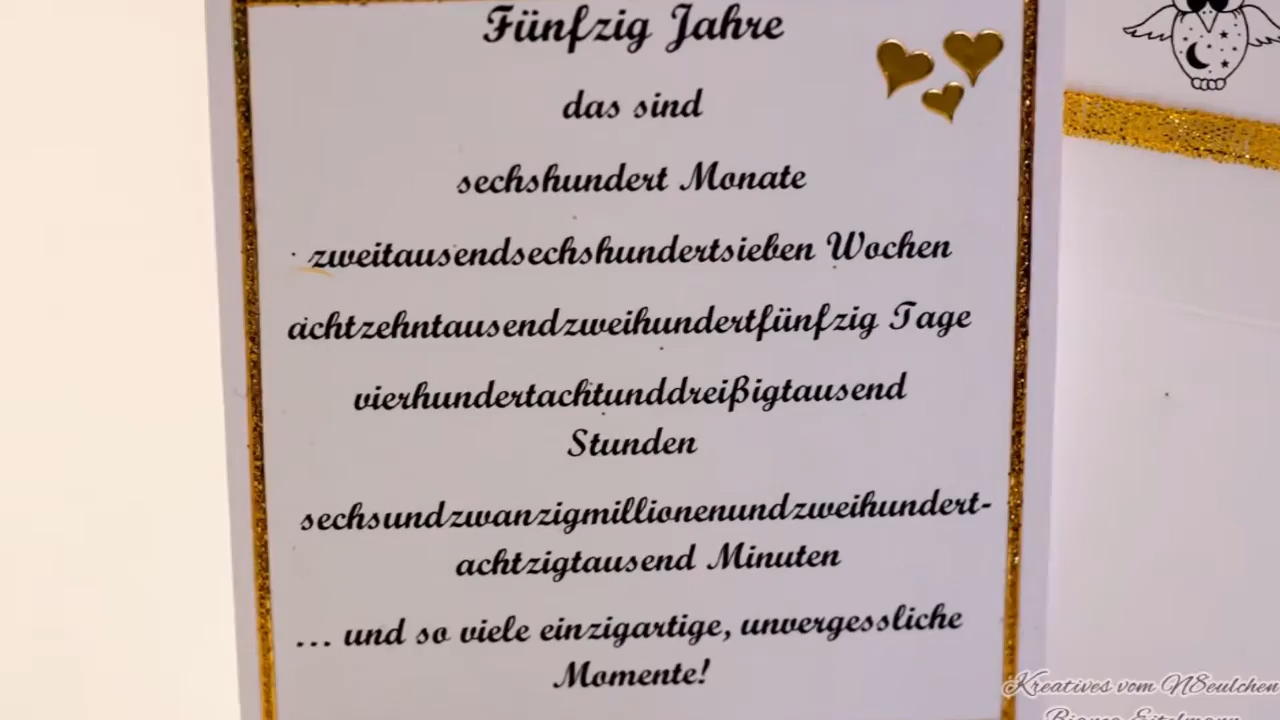 Fünfzig Jahre
das sind
sechshundert Monate
zweitausendsechshundertsieben Wochen
achtzehntausendzweihundertfünfzig Tage
vierhundertachtunddreißigtausend
Stunden
sechsundzwanzigmillionenundzweihundert-
achtzigtausend Minuten
... und so viele einzigartige, unvergessliche
Momente!
Kreatives vom N8eulchen